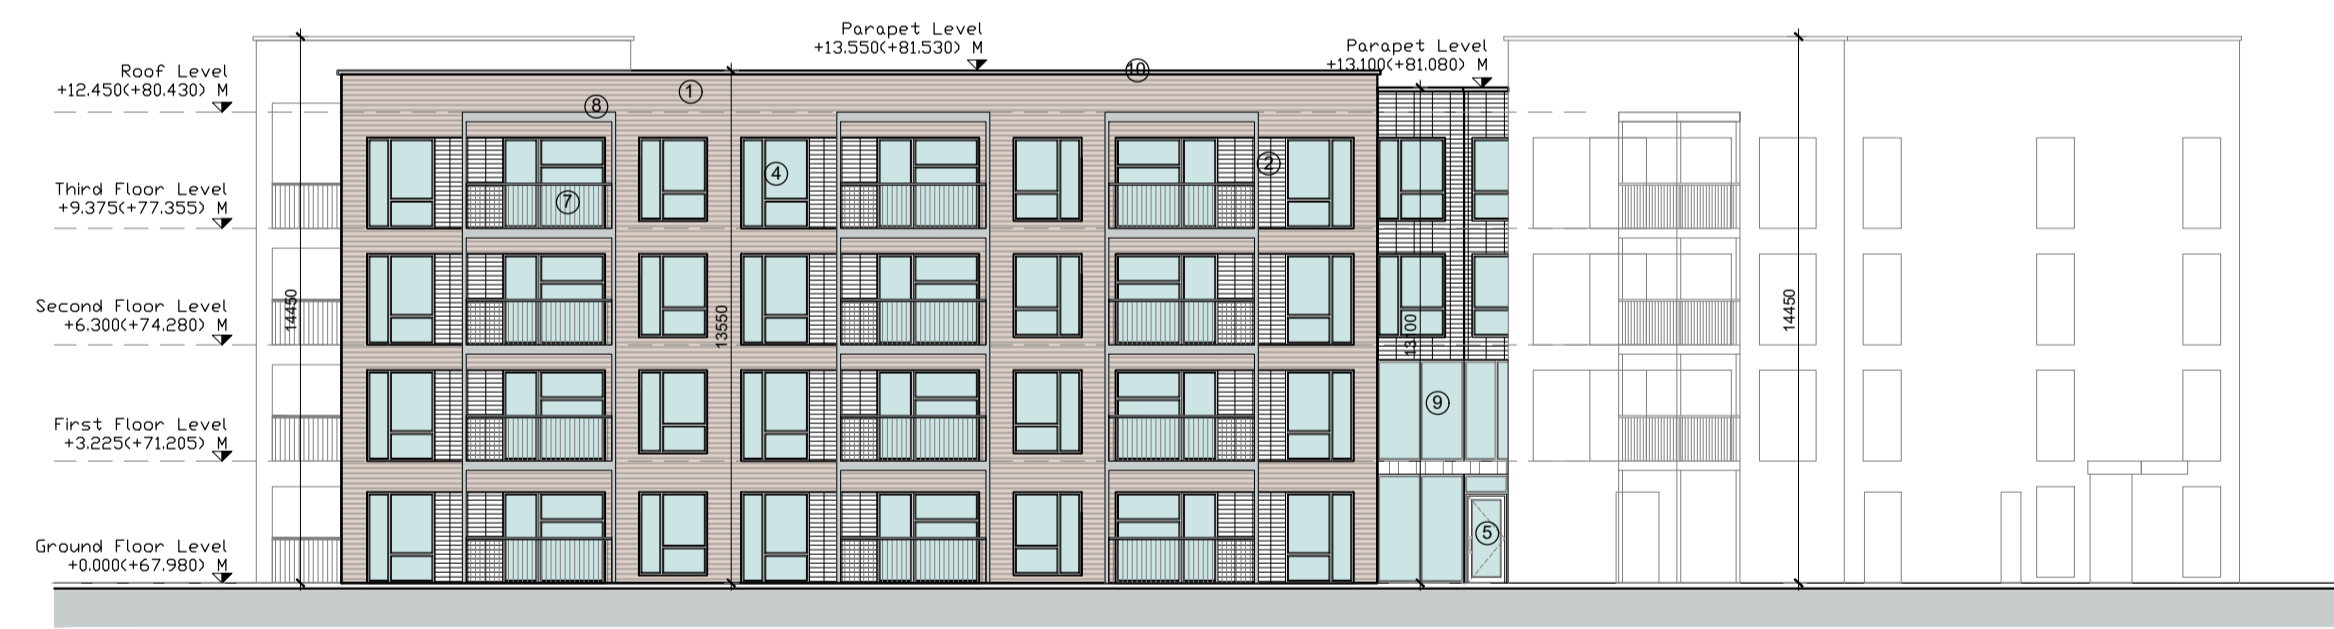 Parapet Level
+13.550(+81.530) M
Parapet Level
+13.100(+81.080) M
Roof Level
+12.450(+80.430) M
10
1
8
2
4
7
Third Floor Level
+9.375(+77.355) M
Second Floor Level
+6.300(+74.280) M
14450
13550
13100
14450
First Floor Level
+3.225(+71.205) M
9
5
Ground Floor Level
+0.000(+67.980) M